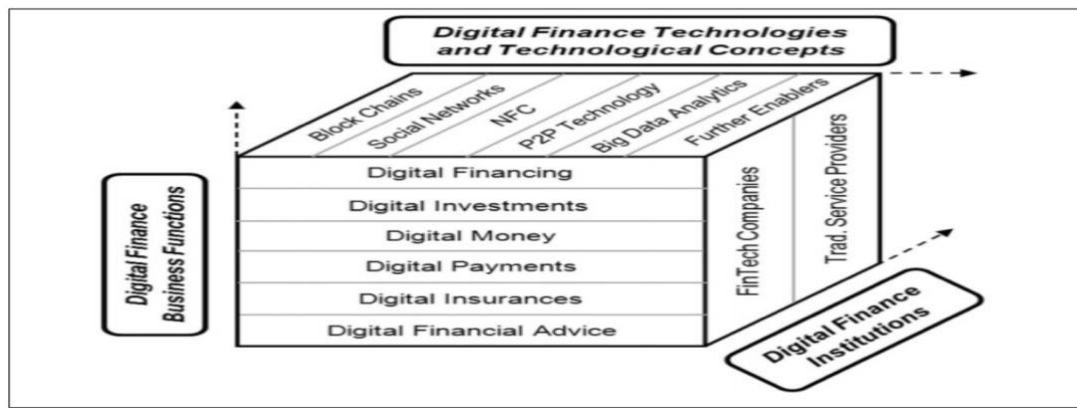 Digital Finance Technologies
and Technological Concepts
Block Chains
Social Networks
NFC
P2P Technology
Big Data Analytics
Further Enablers
Digital Financing
Digital Investments
Digital Money
Digital Payments
Digital Insurances
Digital Financial Advice
Digital Finance
Business Functions
FinTech Companies
Trad. Service Providers
Digital Finance
Institutions